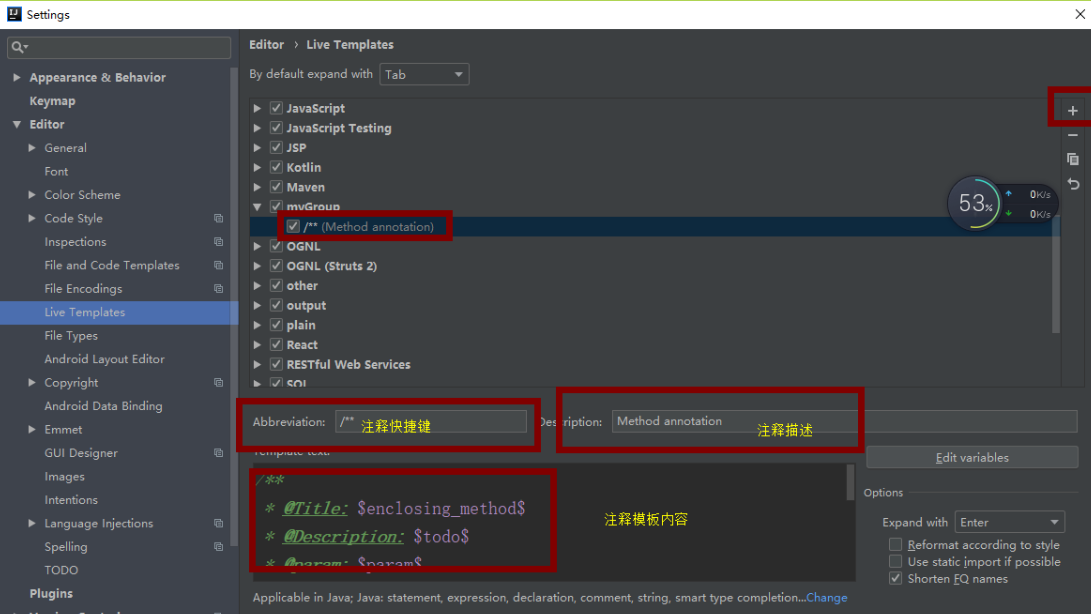 Settings
Editor › Live Templates
By default expand with Tab
Appearance & Behavior
Keymap
Editor
General
Font
Color Scheme
Code Style
Inspections
File and Code Templates
File Encodings
Live Templates
File Types
Android Layout Editor
Copyright
Android Data Binding
Emmet
GUI Designer
Images
Intentions
Language Injections
Spelling
TODO
Plugins
JavaScript
JavaScript Testing
JSP
Kotlin
Maven
myGroup
/** (Method annotation)
OGNL
OGNL (Struts 2)
other
output
plain
React
RESTful Web Services
SQL
53%
0K/s
0K/s
Abbreviation: /** 注释快捷键
Description: Method annotation 注释描述
Template text:
Edit variables
/**
* @Title: $enclosing_method$
* @Description: $todo$
* @param: $param$
注释模板内容
Options
Expand with Enter
Reformat according to style
Use static import if possible
Shorten FQ names
Applicable in Java; Java: statement, expression, declaration, comment, string, smart type completion...Change